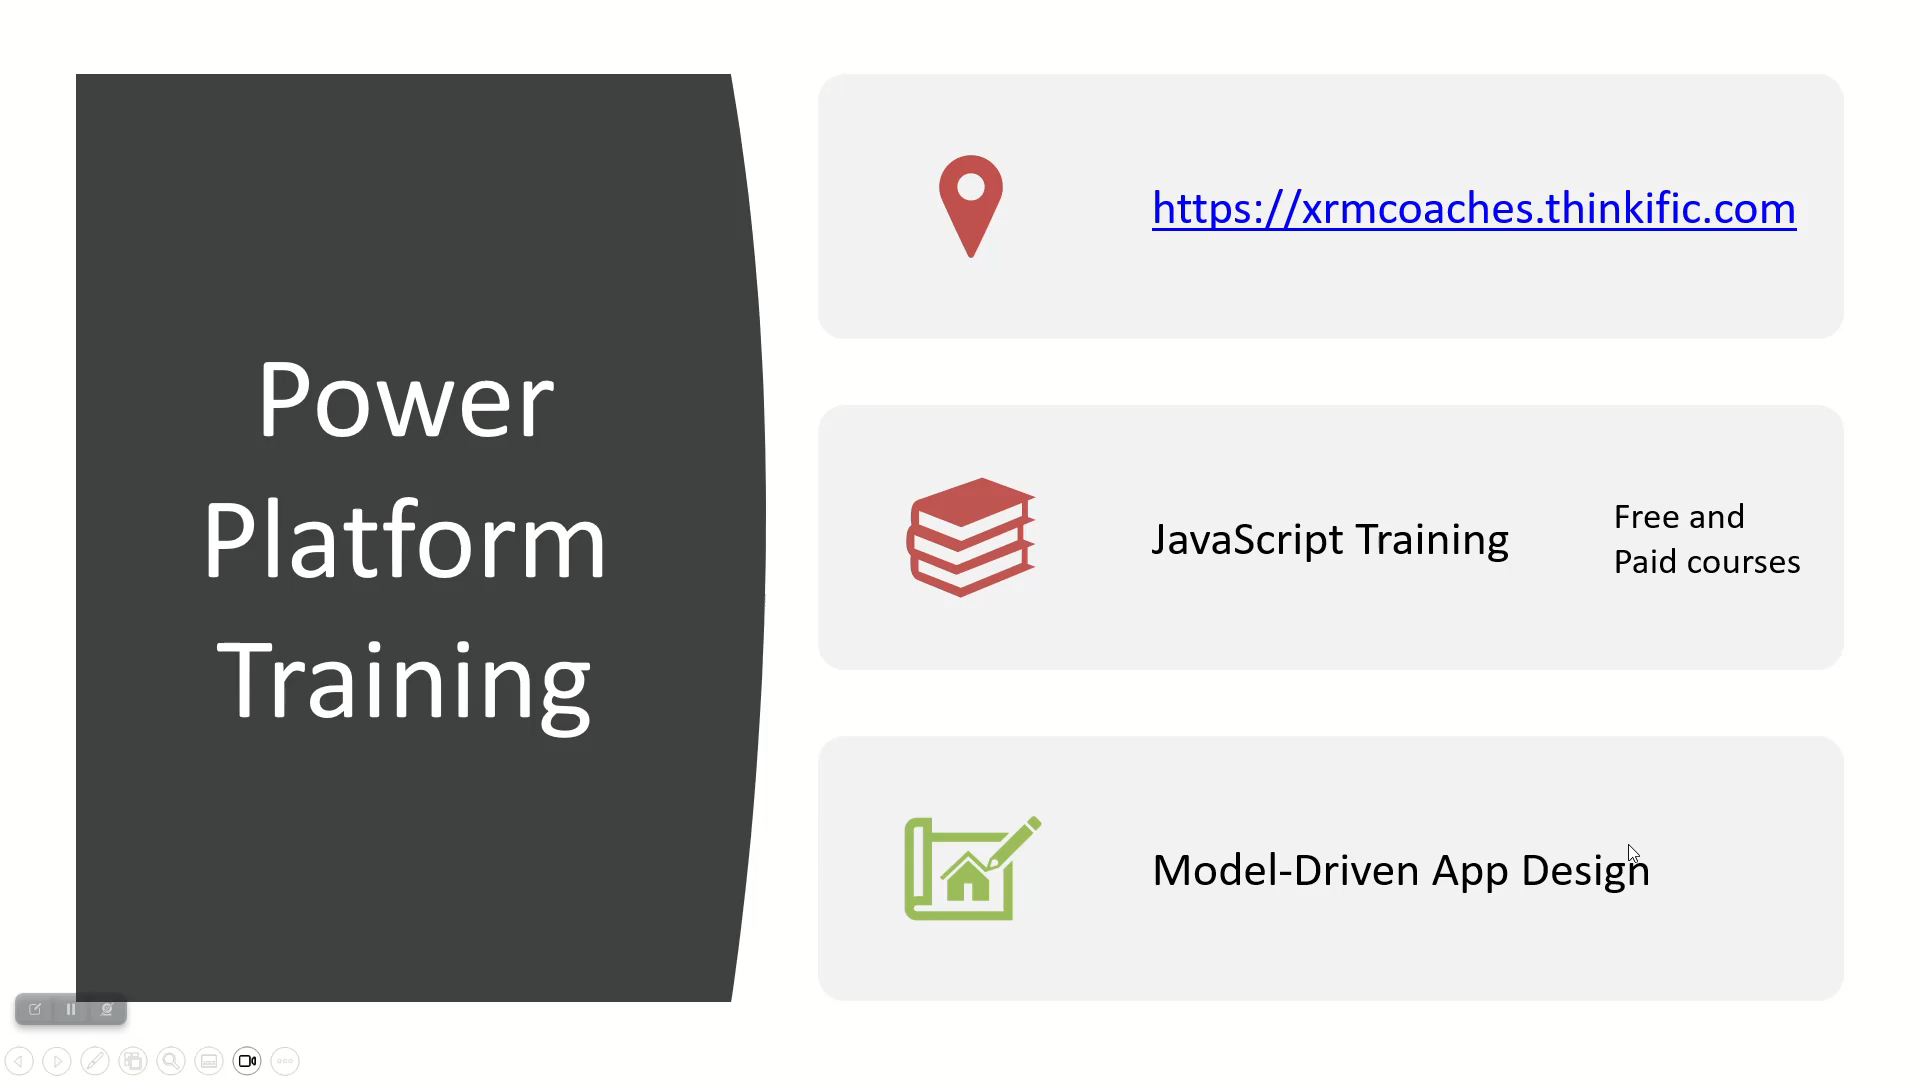 Power
Platform
Training
https://xrmcoaches.thinkific.com
JavaScript Training
Free and
Paid courses
Model-Driven App Design